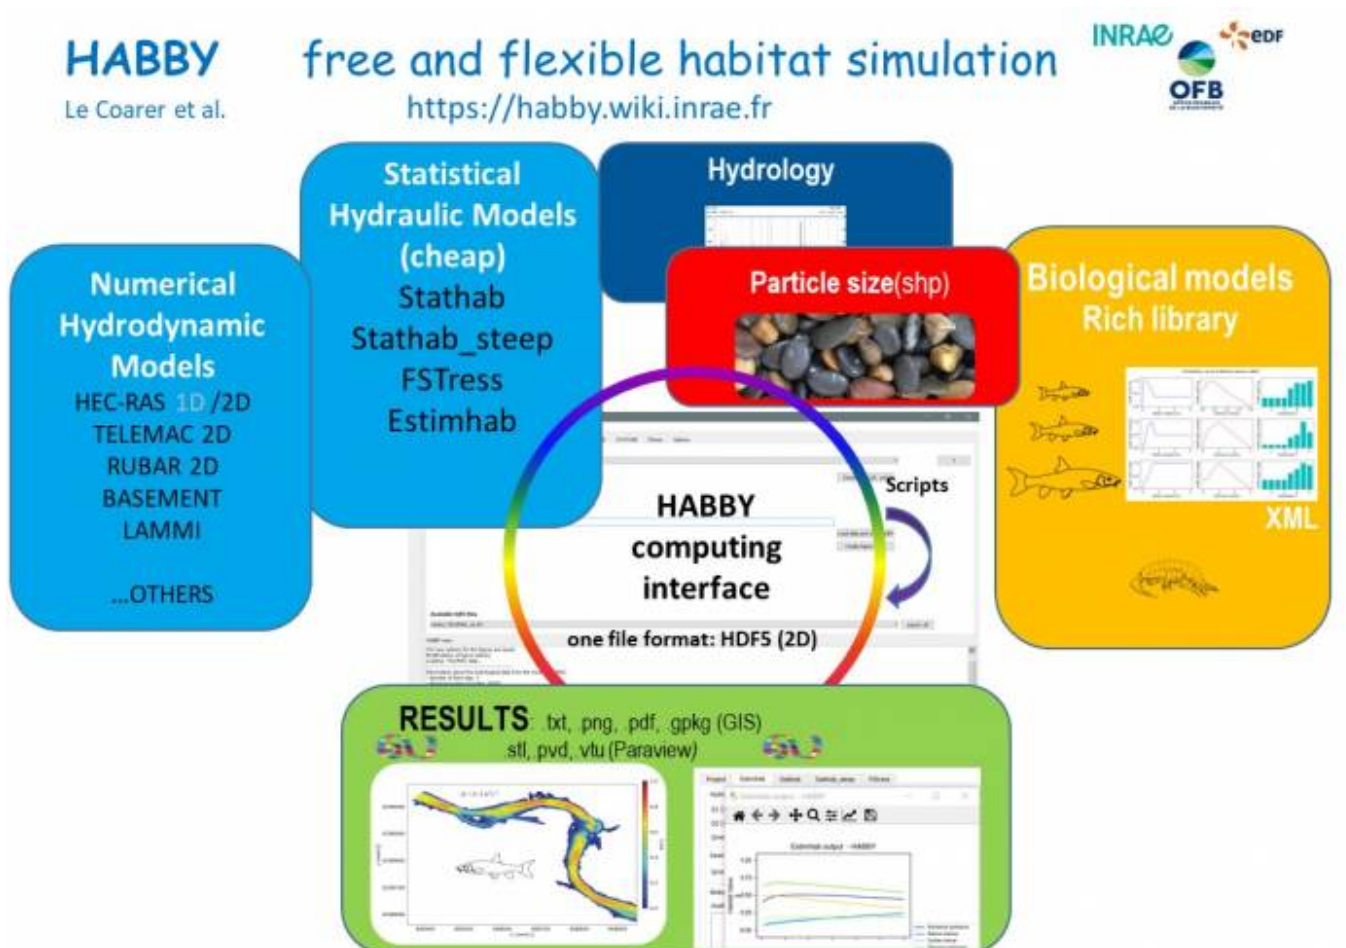 HABBY free and flexible habitat simulation
Le Coarer et al.
https://habby.wiki.inrae.fr
INRAE
edf
OFB
Numerical
Hydrodynamic
Models
HEC-RAS 1D /2D
TELEMAC 2D
RUBAR 2D
BASEMENT
LAMMI
...OTHERS
Statistical
Hydraulic Models
(cheap)
Stathab
Stathab_steep
FSTress
Estimhab
Hydrology
Particle size(shp)
Biological models
Rich library
XML
Scripts
HABBY
computing
interface
one file format: HDF5 (2D)
RESULTS: .txt, .png, .pdf, .gpkg (GIS)
stl, pvd, vtu (Paraview)
Estimhab output - HABBY